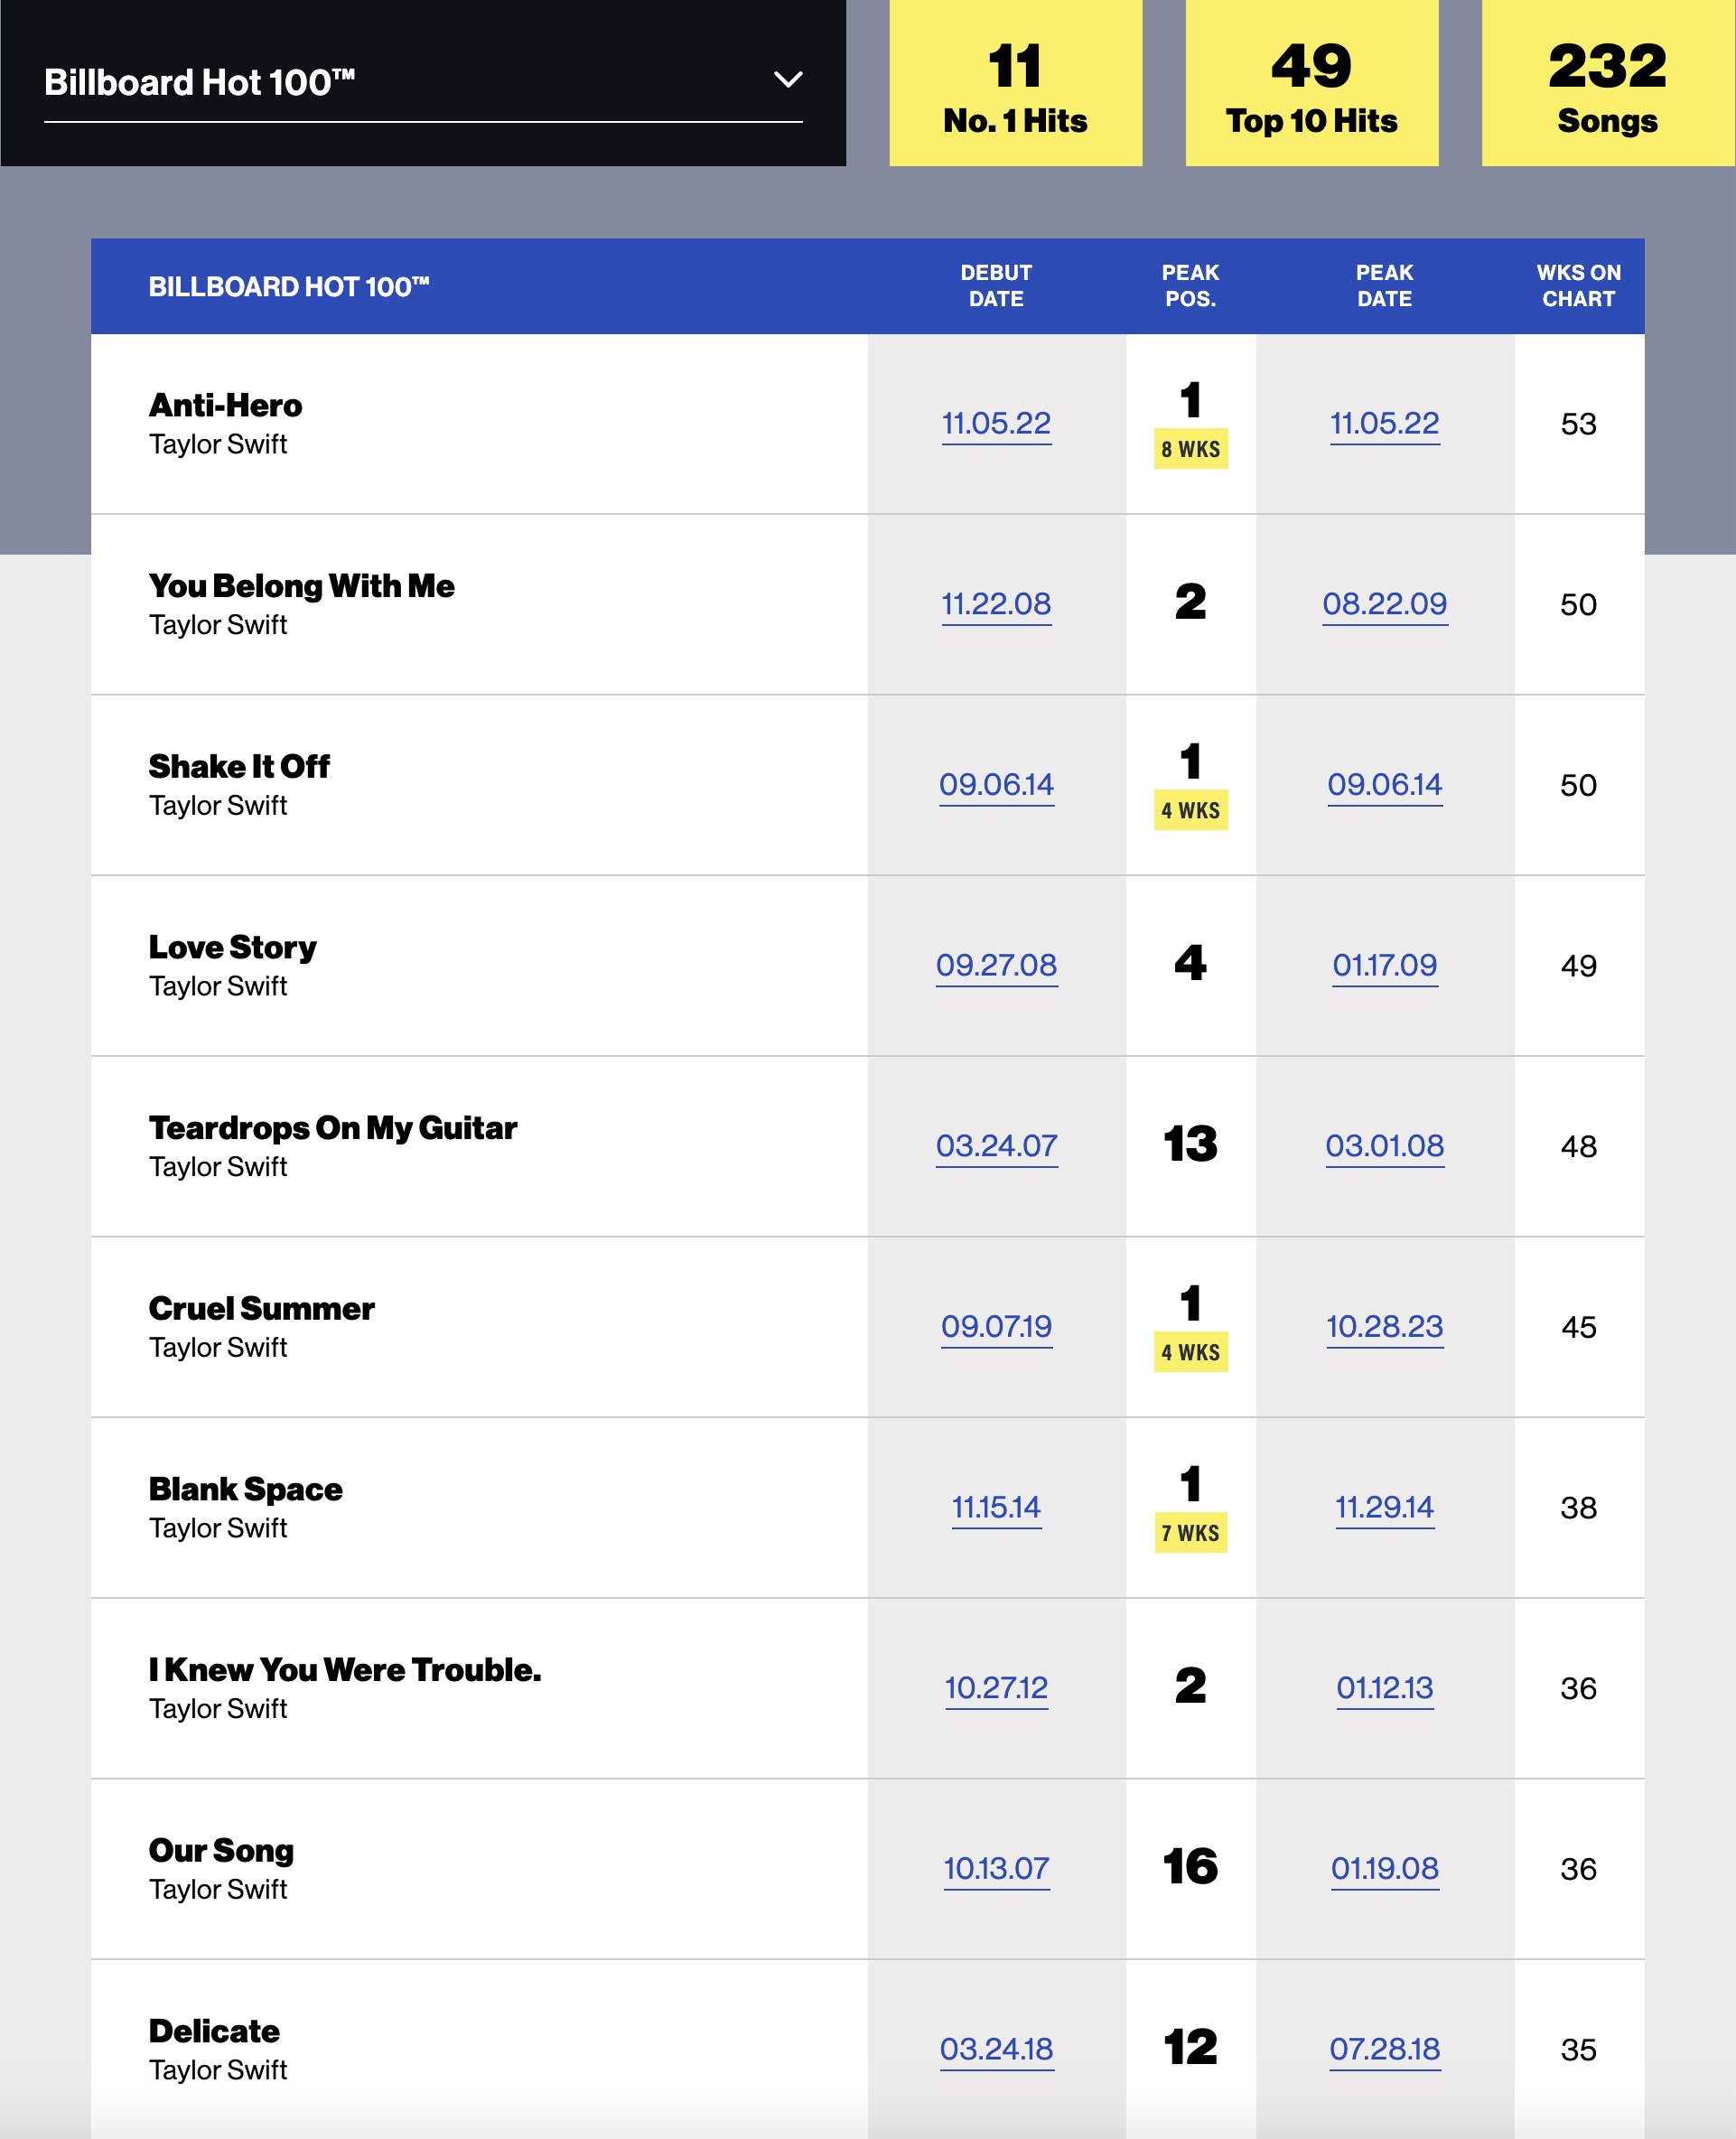 Billboard Hot 100™
11
No. 1 Hits
49
Top 10 Hits
232
Songs
BILLBOARD HOT 100™
DEBUT DATE
PEAK POS.
PEAK DATE
WKS ON CHART
Anti-Hero
Taylor Swift
11.05.22
1
8 WKS
11.05.22
53
You Belong With Me
Taylor Swift
11.22.08
2
08.22.09
50
Shake It Off
Taylor Swift
09.06.14
1
4 WKS
09.06.14
50
Love Story
Taylor Swift
09.27.08
4
01.17.09
49
Teardrops On My Guitar
Taylor Swift
03.24.07
13
03.01.08
48
Cruel Summer
Taylor Swift
09.07.19
1
4 WKS
10.28.23
45
Blank Space
Taylor Swift
11.15.14
1
7 WKS
11.29.14
38
I Knew You Were Trouble.
Taylor Swift
10.27.12
2
01.12.13
36
Our Song
Taylor Swift
10.13.07
16
01.19.08
36
Delicate
Taylor Swift
03.24.18
12
07.28.18
35